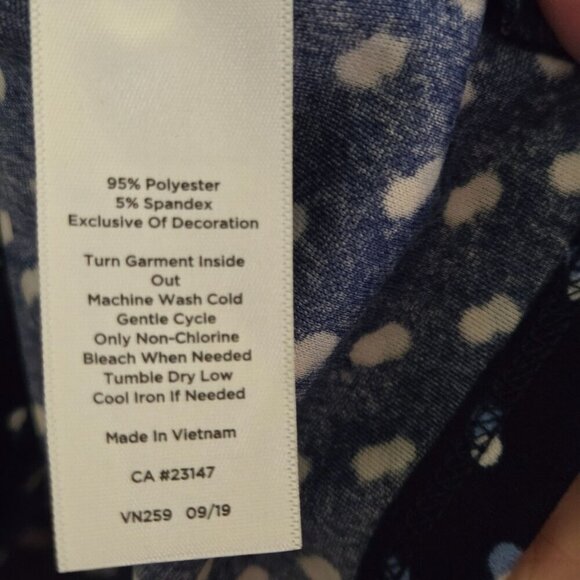 95% Polyester
5% Spandex
Exclusive Of Decoration
Turn Garment Inside
Out
Machine Wash Cold
Gentle Cycle
Only Non-Chlorine
Bleach When Needed
Tumble Dry Low
Cool Iron If Needed
Made In Vietnam
CA #23147
VN259 09/19